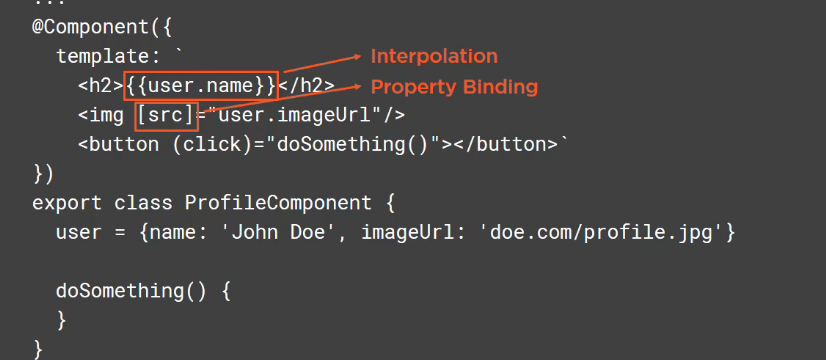 ...
@Component({
template: `
<h2>{{user.name}}</h2>
Interpolation
<img [src]="user.imageUrl"/>
Property Binding
<button (click)="doSomething()"></button>`
})
export class ProfileComponent {
user = {name: 'John Doe', imageUrl: 'doe.com/profile.jpg'}
doSomething() {
}
}